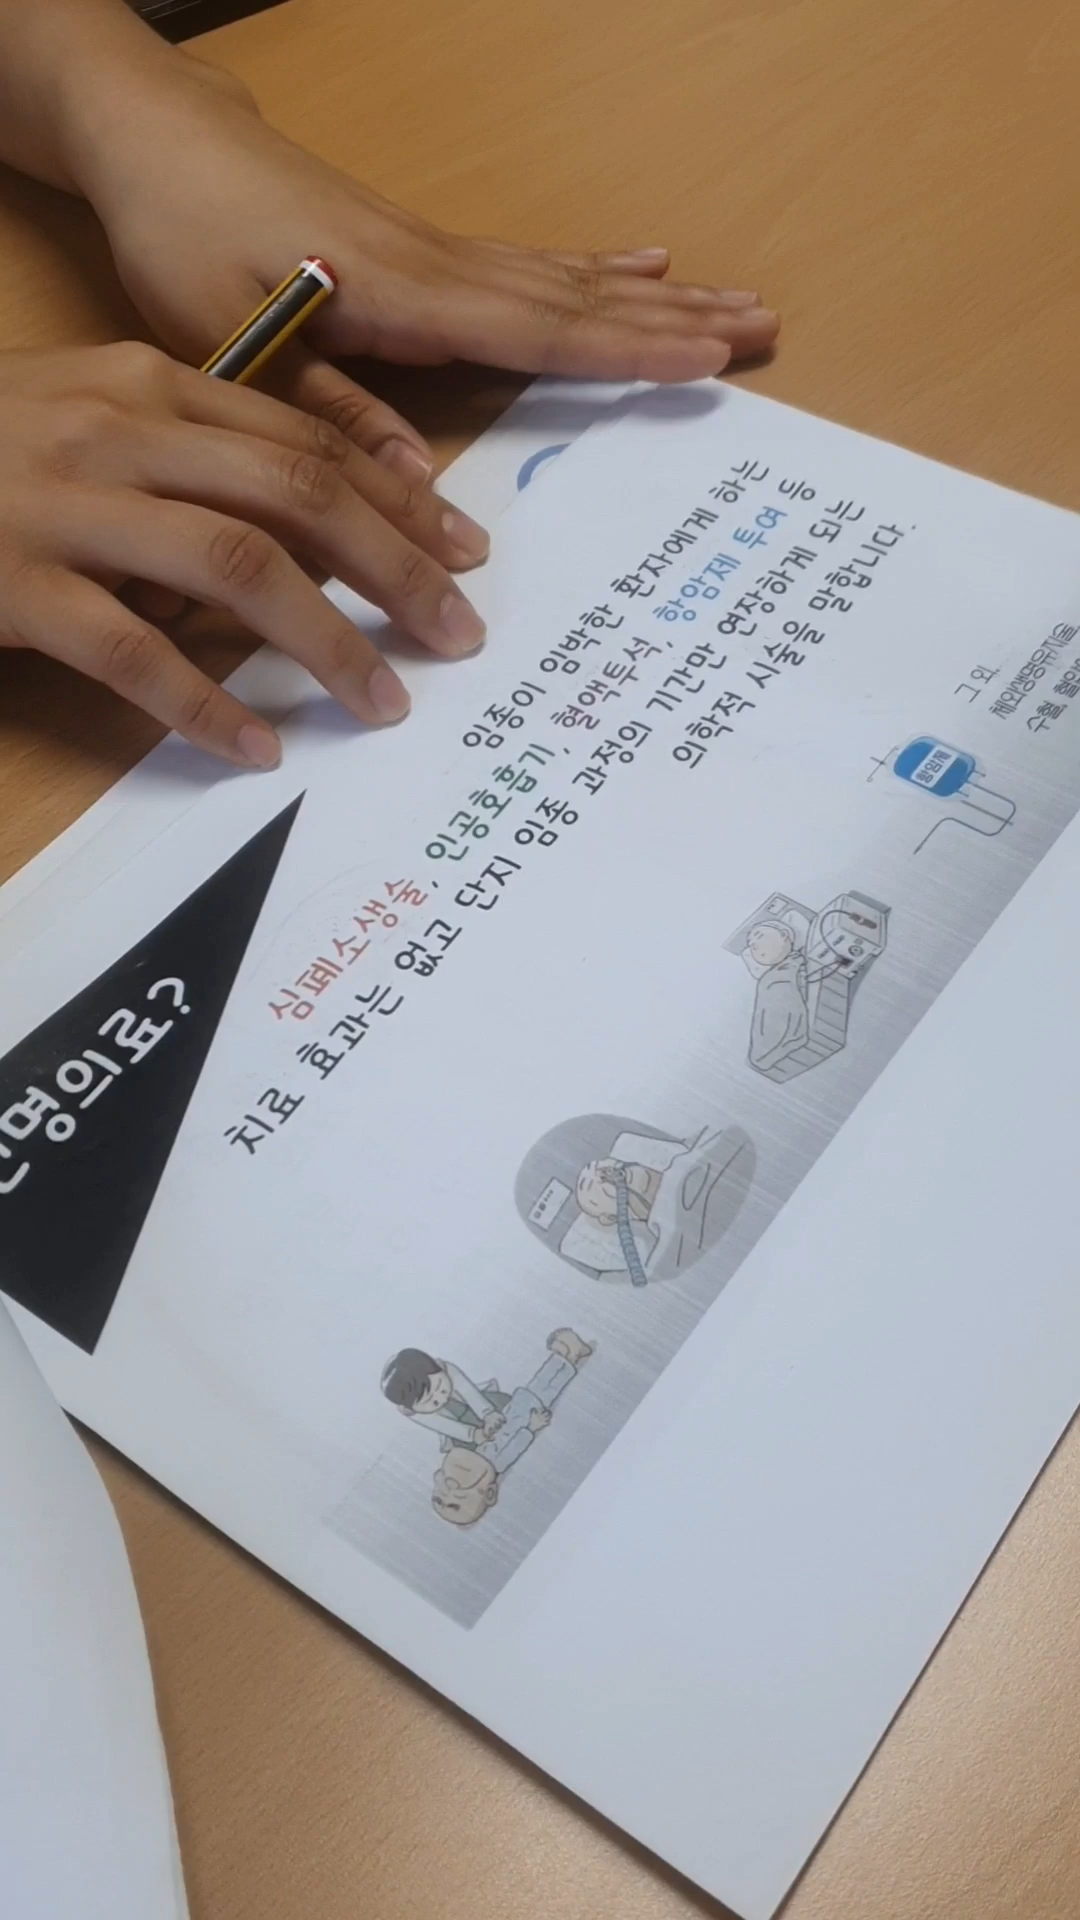 명의료?
임종이 임박한 환자에게 하는
심폐소생술, 인공호흡기, 혈액투석, 항암제 투여 등
치료 효과는 없고 단지 임종 과정의 기간만 연장하게 되는
의학적 시술을 말합니다.
항암제
그 외,
체외생명유지술,
수혈, 혈압